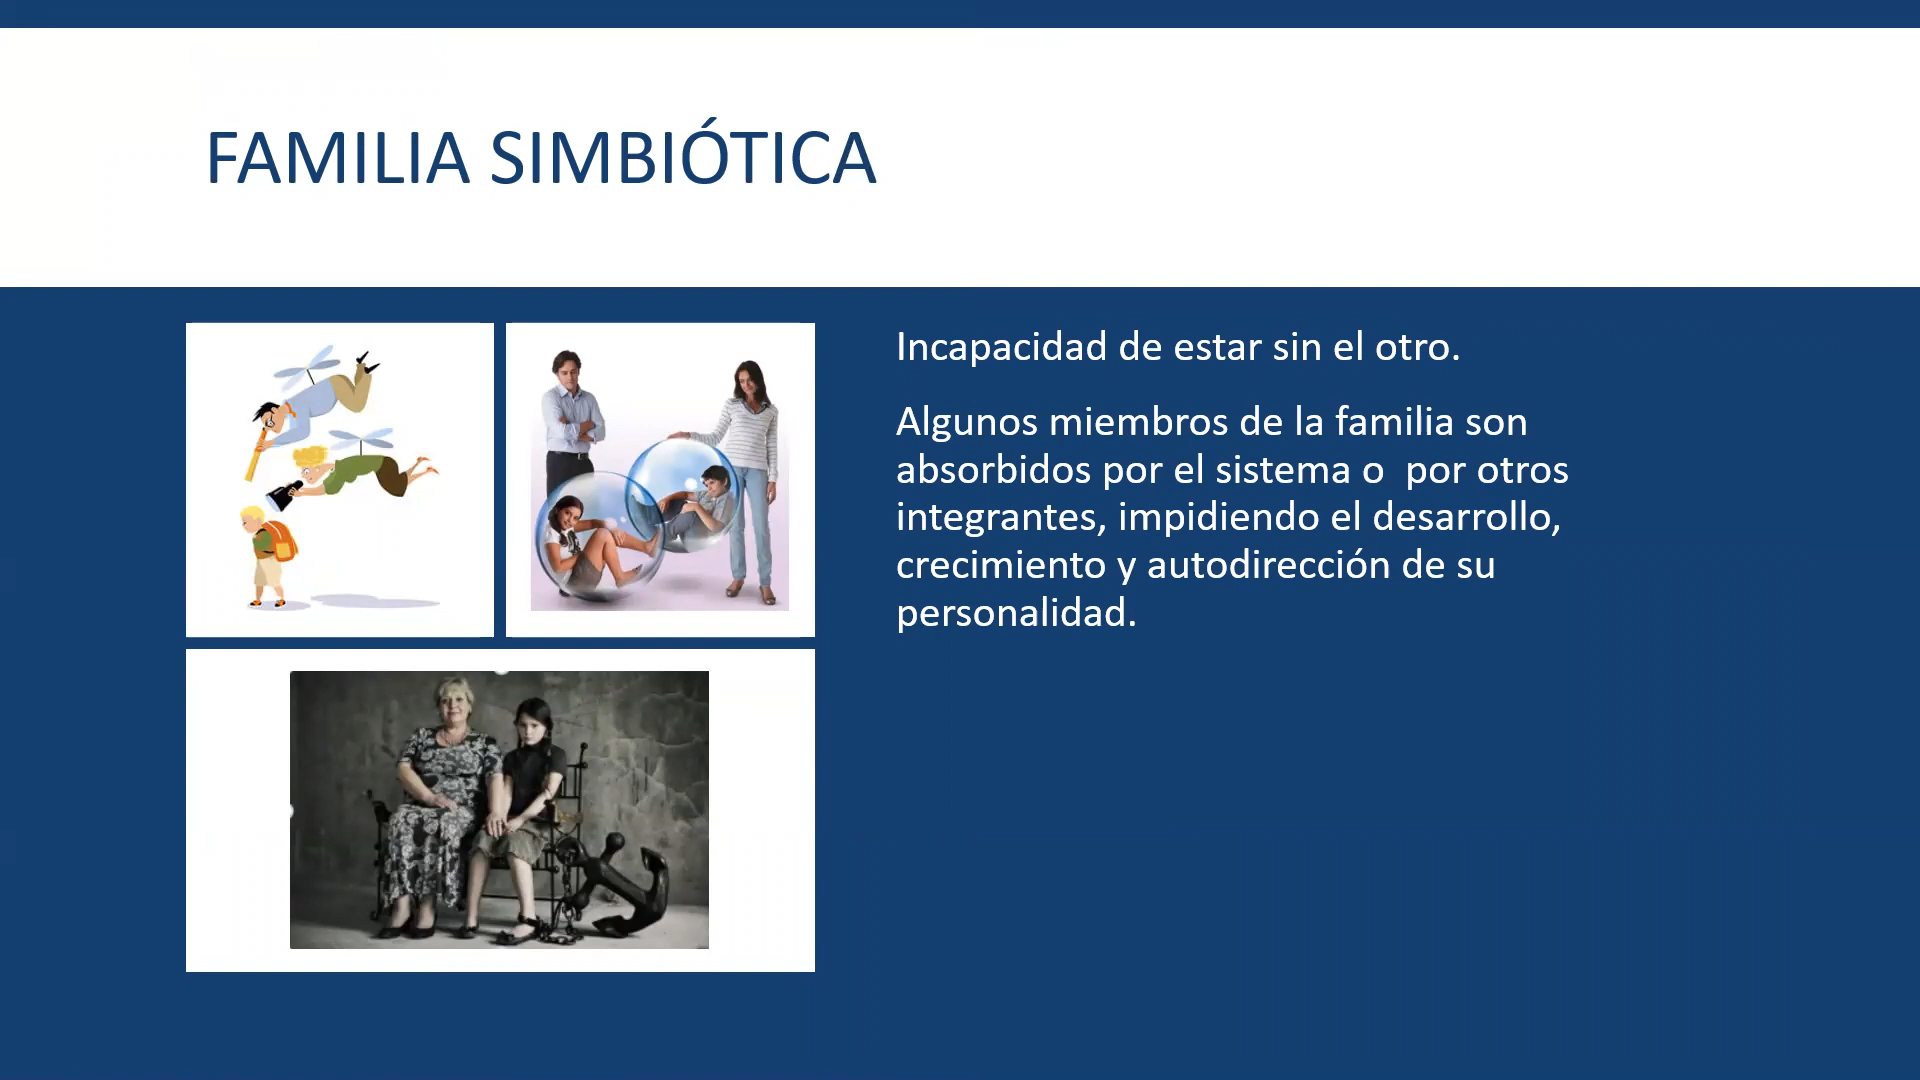 FAMILIA SIMBIÓTICA
Incapacidad de estar sin el otro.
Algunos miembros de la familia son
absorbidos por el sistema o  por otros
integrantes, impidiendo el desarrollo,
crecimiento y autodirección de su
personalidad.